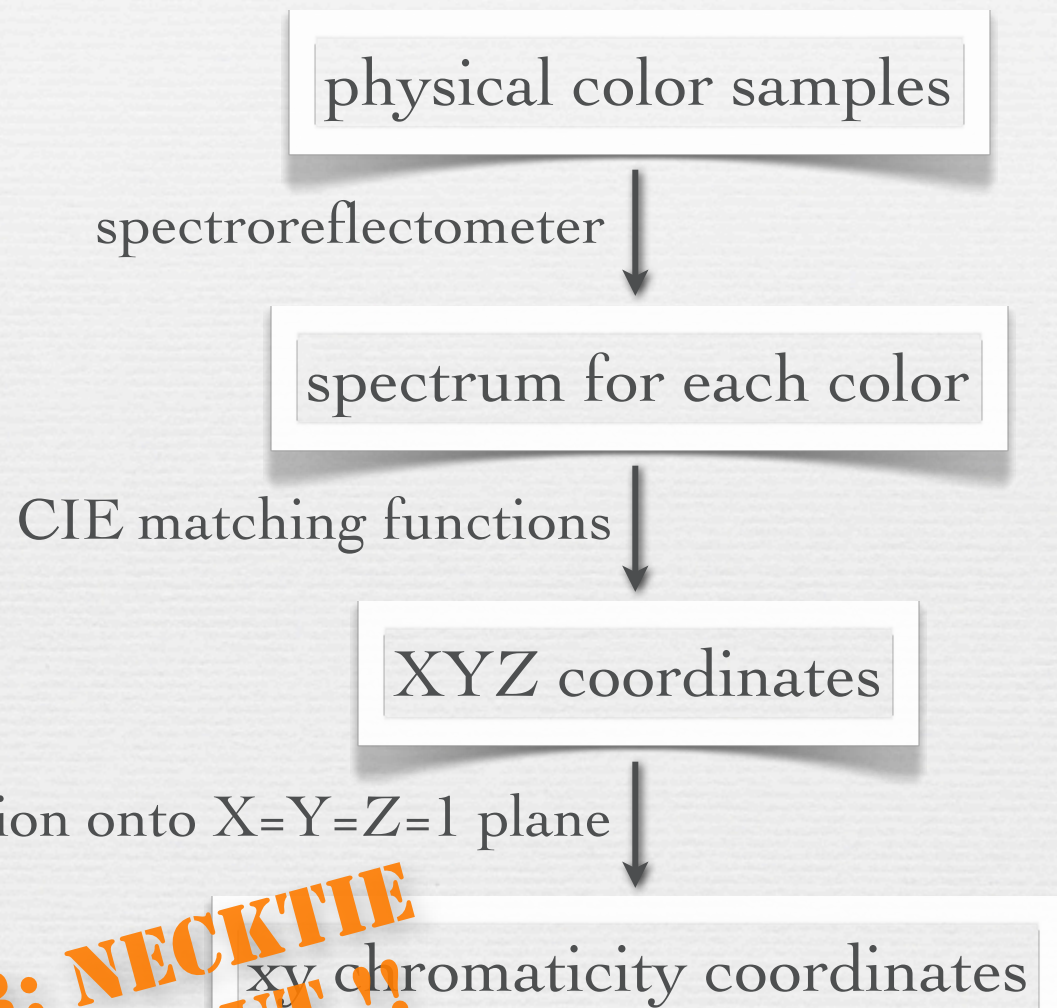 physical color samples
spectroreflectometer
spectrum for each color
CIE matching functions
XYZ coordinates
onto X=Y=Z=1 plane
NECKTIE
xy chromaticity coordinates